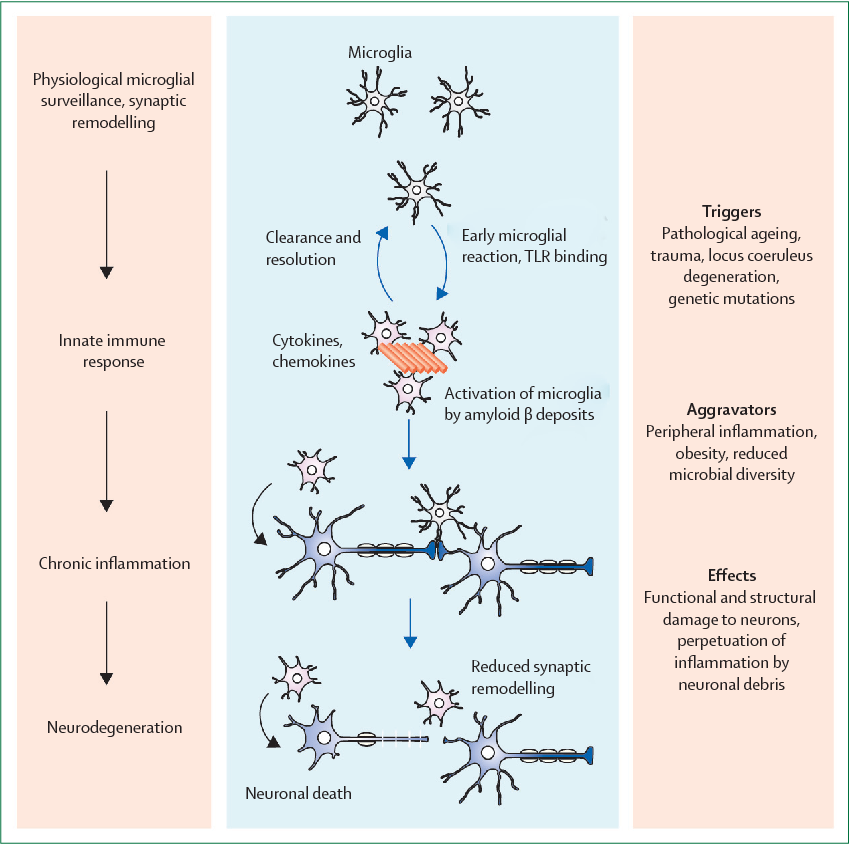 Physiological microglial
surveillance, synaptic
remodelling
Innate immune
response
Chronic inflammation
Neurodegeneration
Microglia
Clearance and
resolution
Early microglial
reaction, TLR binding
Cytokines,
chemokines
Activation of microglia
by amyloid β deposits
Reduced synaptic
remodelling
Neuronal death
Triggers
Pathological ageing,
trauma, locus coeruleus
degeneration,
genetic mutations
Aggravators
Peripheral inflammation,
obesity, reduced
microbial diversity
Effects
Functional and structural
damage to neurons,
perpetuation of
inflammation by
neuronal debris